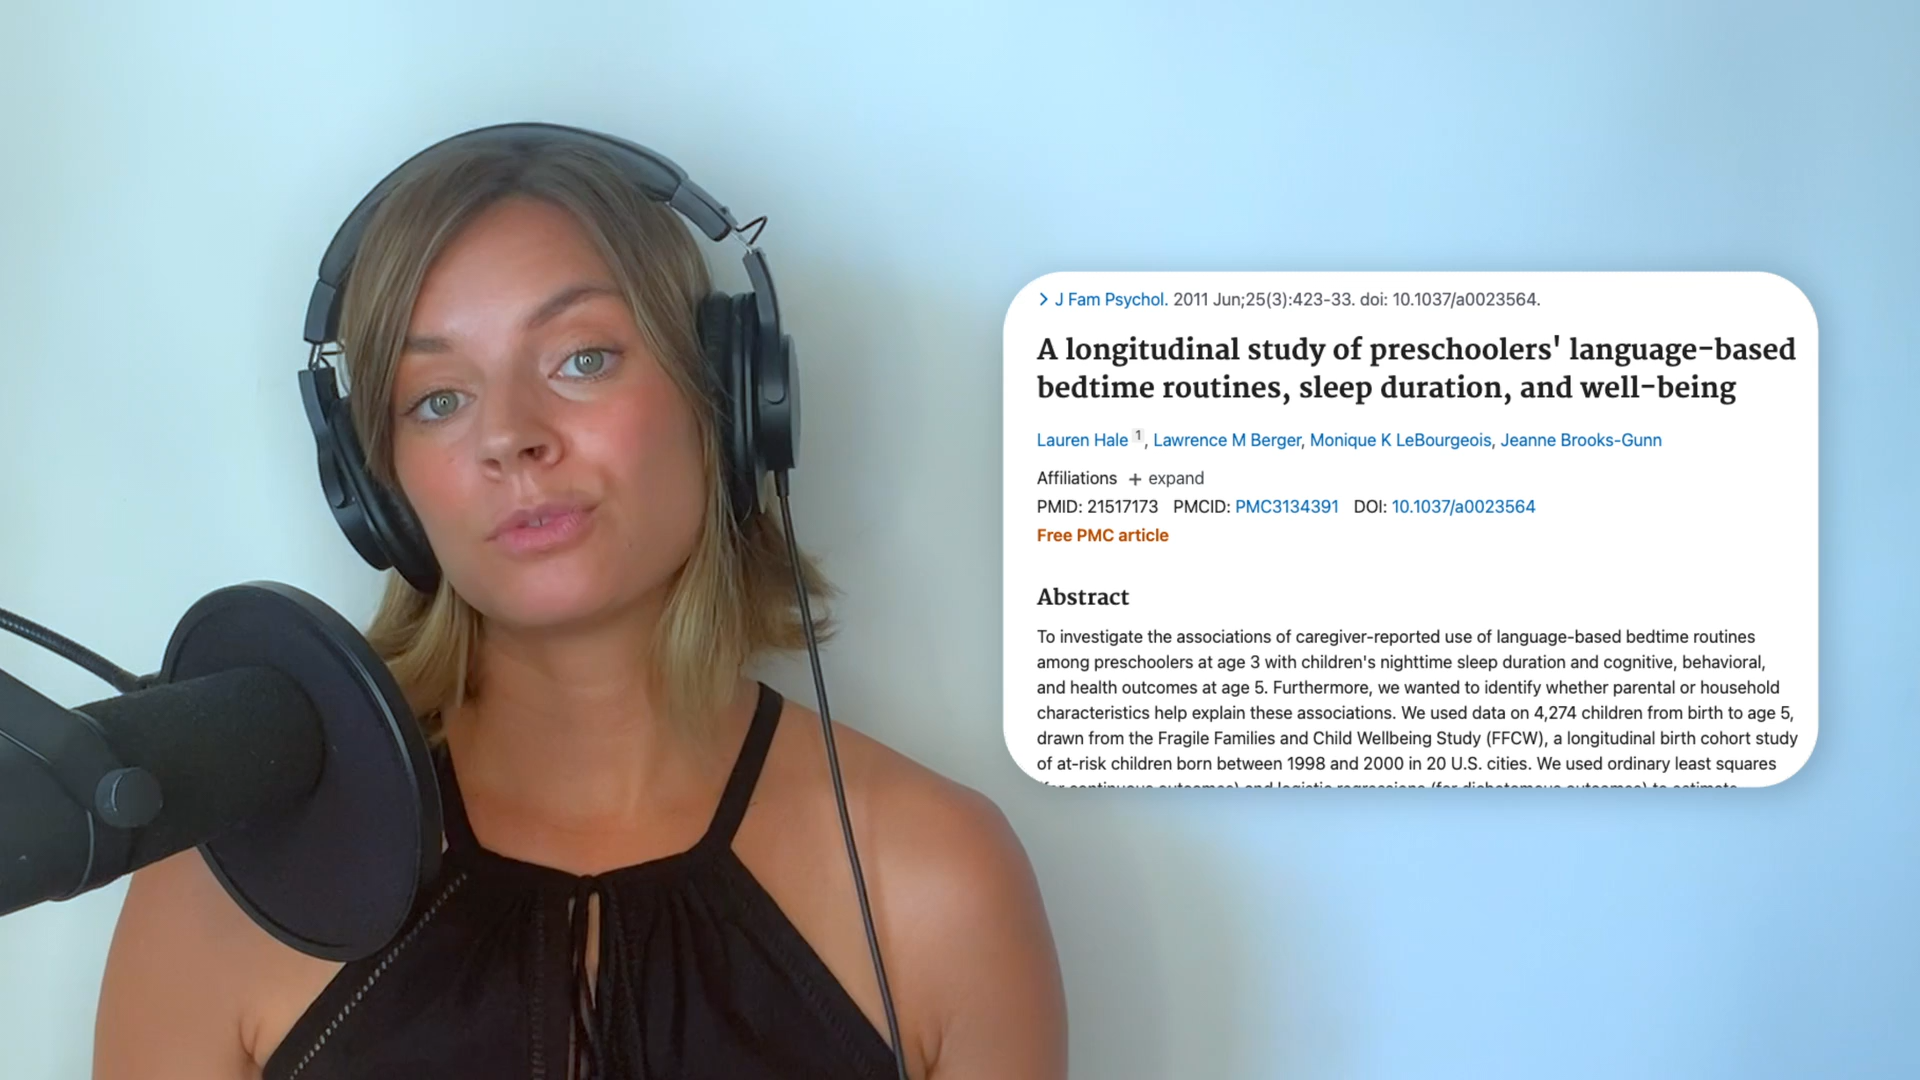 > J Fam Psychol. 2011 Jun;25(3):423-33. doi: 10.1037/a0023564.
A longitudinal study of preschoolers' language-based
bedtime routines, sleep duration, and well-being
Lauren Hale 1, Lawrence M Berger, Monique K LeBourgeois, Jeanne Brooks-Gunn
Affiliations + expand
PMID: 21517173 PMCID: PMC3134391 DOI: 10.1037/a0023564
Free PMC article
Abstract
To investigate the associations of caregiver-reported use of language-based bedtime routines
among preschoolers at age 3 with children's nighttime sleep duration and cognitive, behavioral,
and health outcomes at age 5. Furthermore, we wanted to identify whether parental or household
characteristics help explain these associations. We used data on 4,274 children from birth to age 5,
drawn from the Fragile Families and Child Wellbeing Study (FFCW), a longitudinal birth cohort study
of at-risk children born between 1998 and 2000 in 20 U.S. cities. We used ordinary least squares